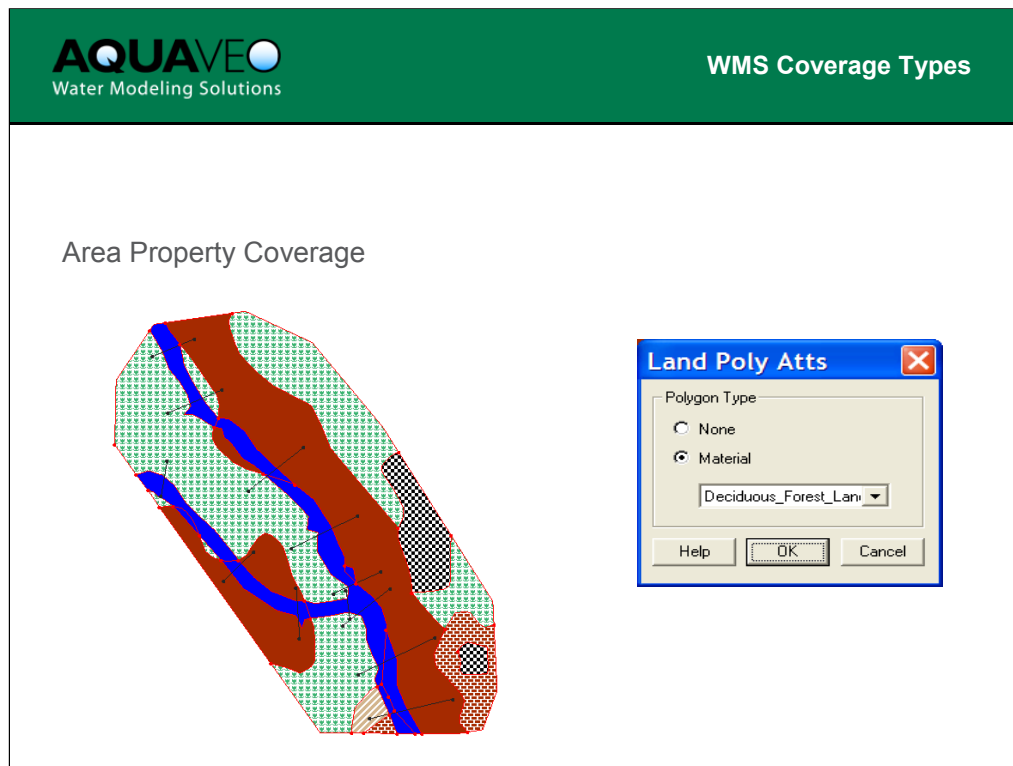 AQUAVEO
Water Modeling Solutions
WMS Coverage Types
Area Property Coverage
Land Poly Atts
Polygon Type
None
Material
Deciduous_Forest_Lan
Help
OK
Cancel